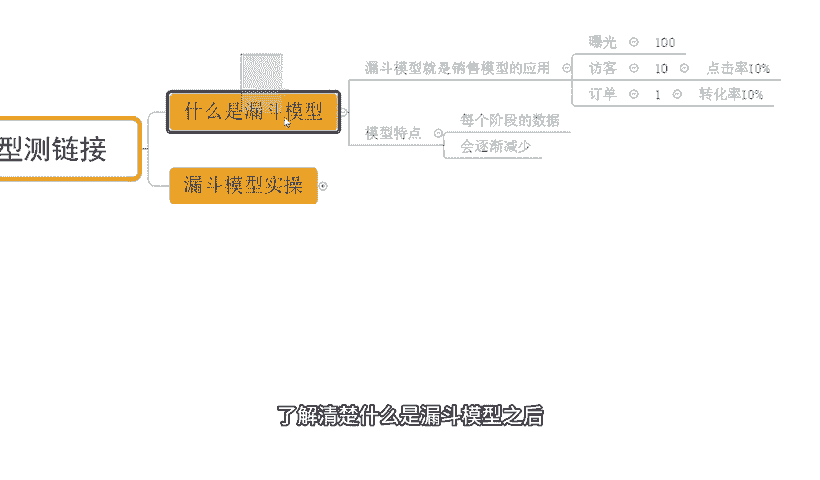 型测链接
什么是漏斗模型
漏斗模型就是销售模型的应用
曝光 100
访客 10 点击率10%
订单 1 转化率10%
模型特点
每个阶段的数据
会逐渐减少
漏斗模型实操
了解清楚什么是漏斗模型之后